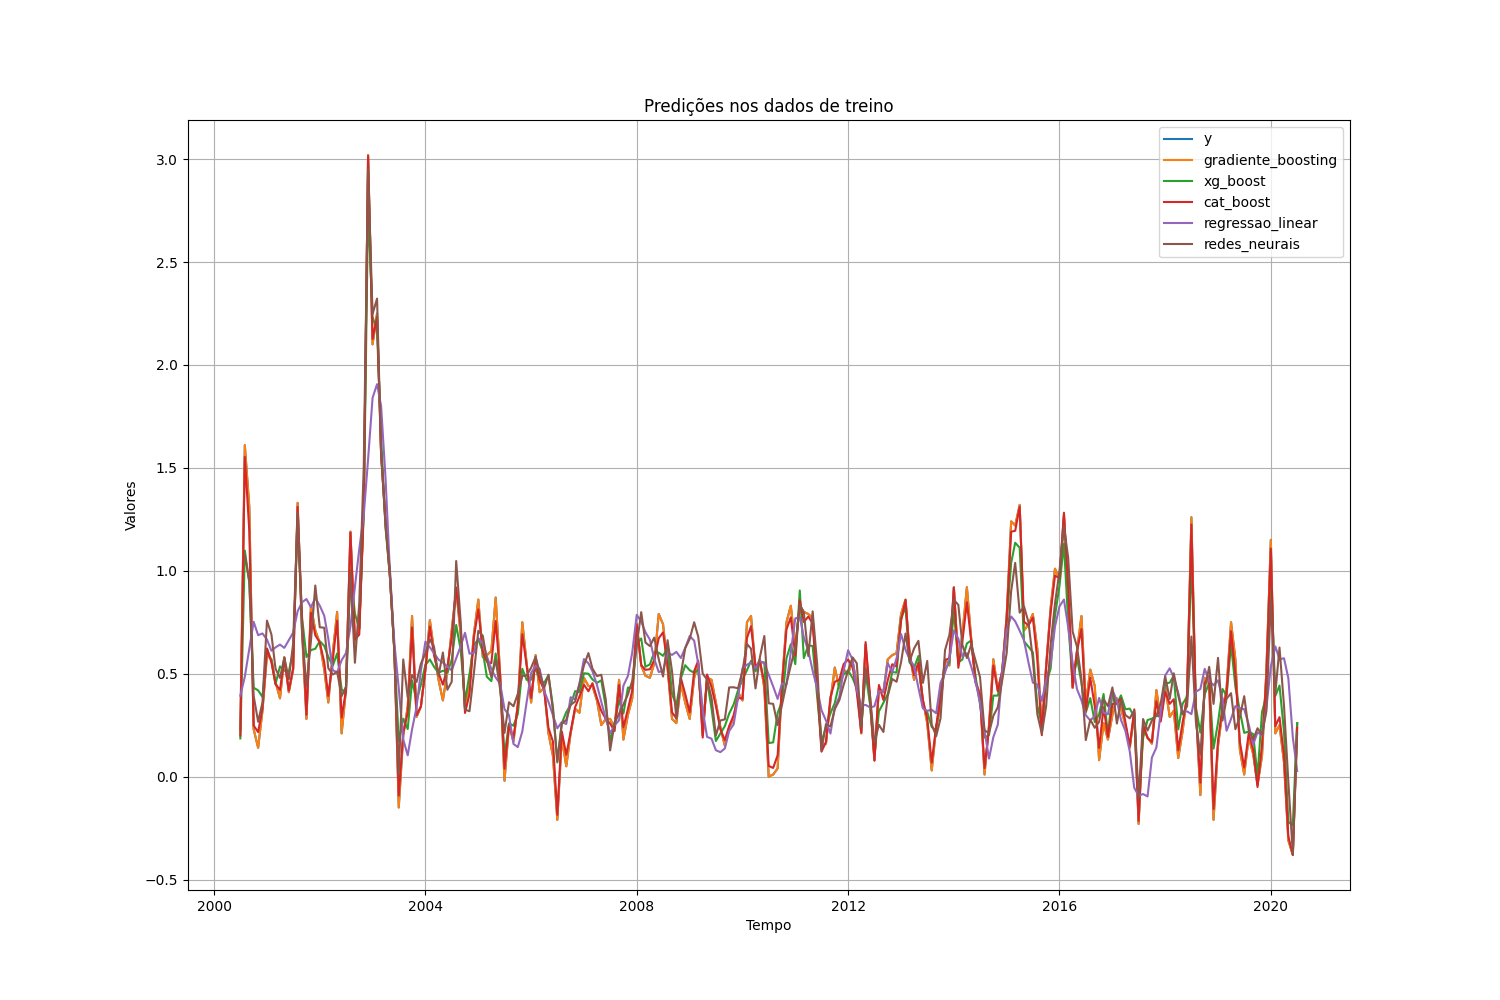 Predições nos dados de treino
y
gradiente_boosting
xg_boost
cat_boost
regressao_linear
redes_neurais
Valores
3.0
2.5
2.0
1.5
1.0
0.5
0.0
−0.5
2000 2004 2008 2012 2016 2020
Tempo